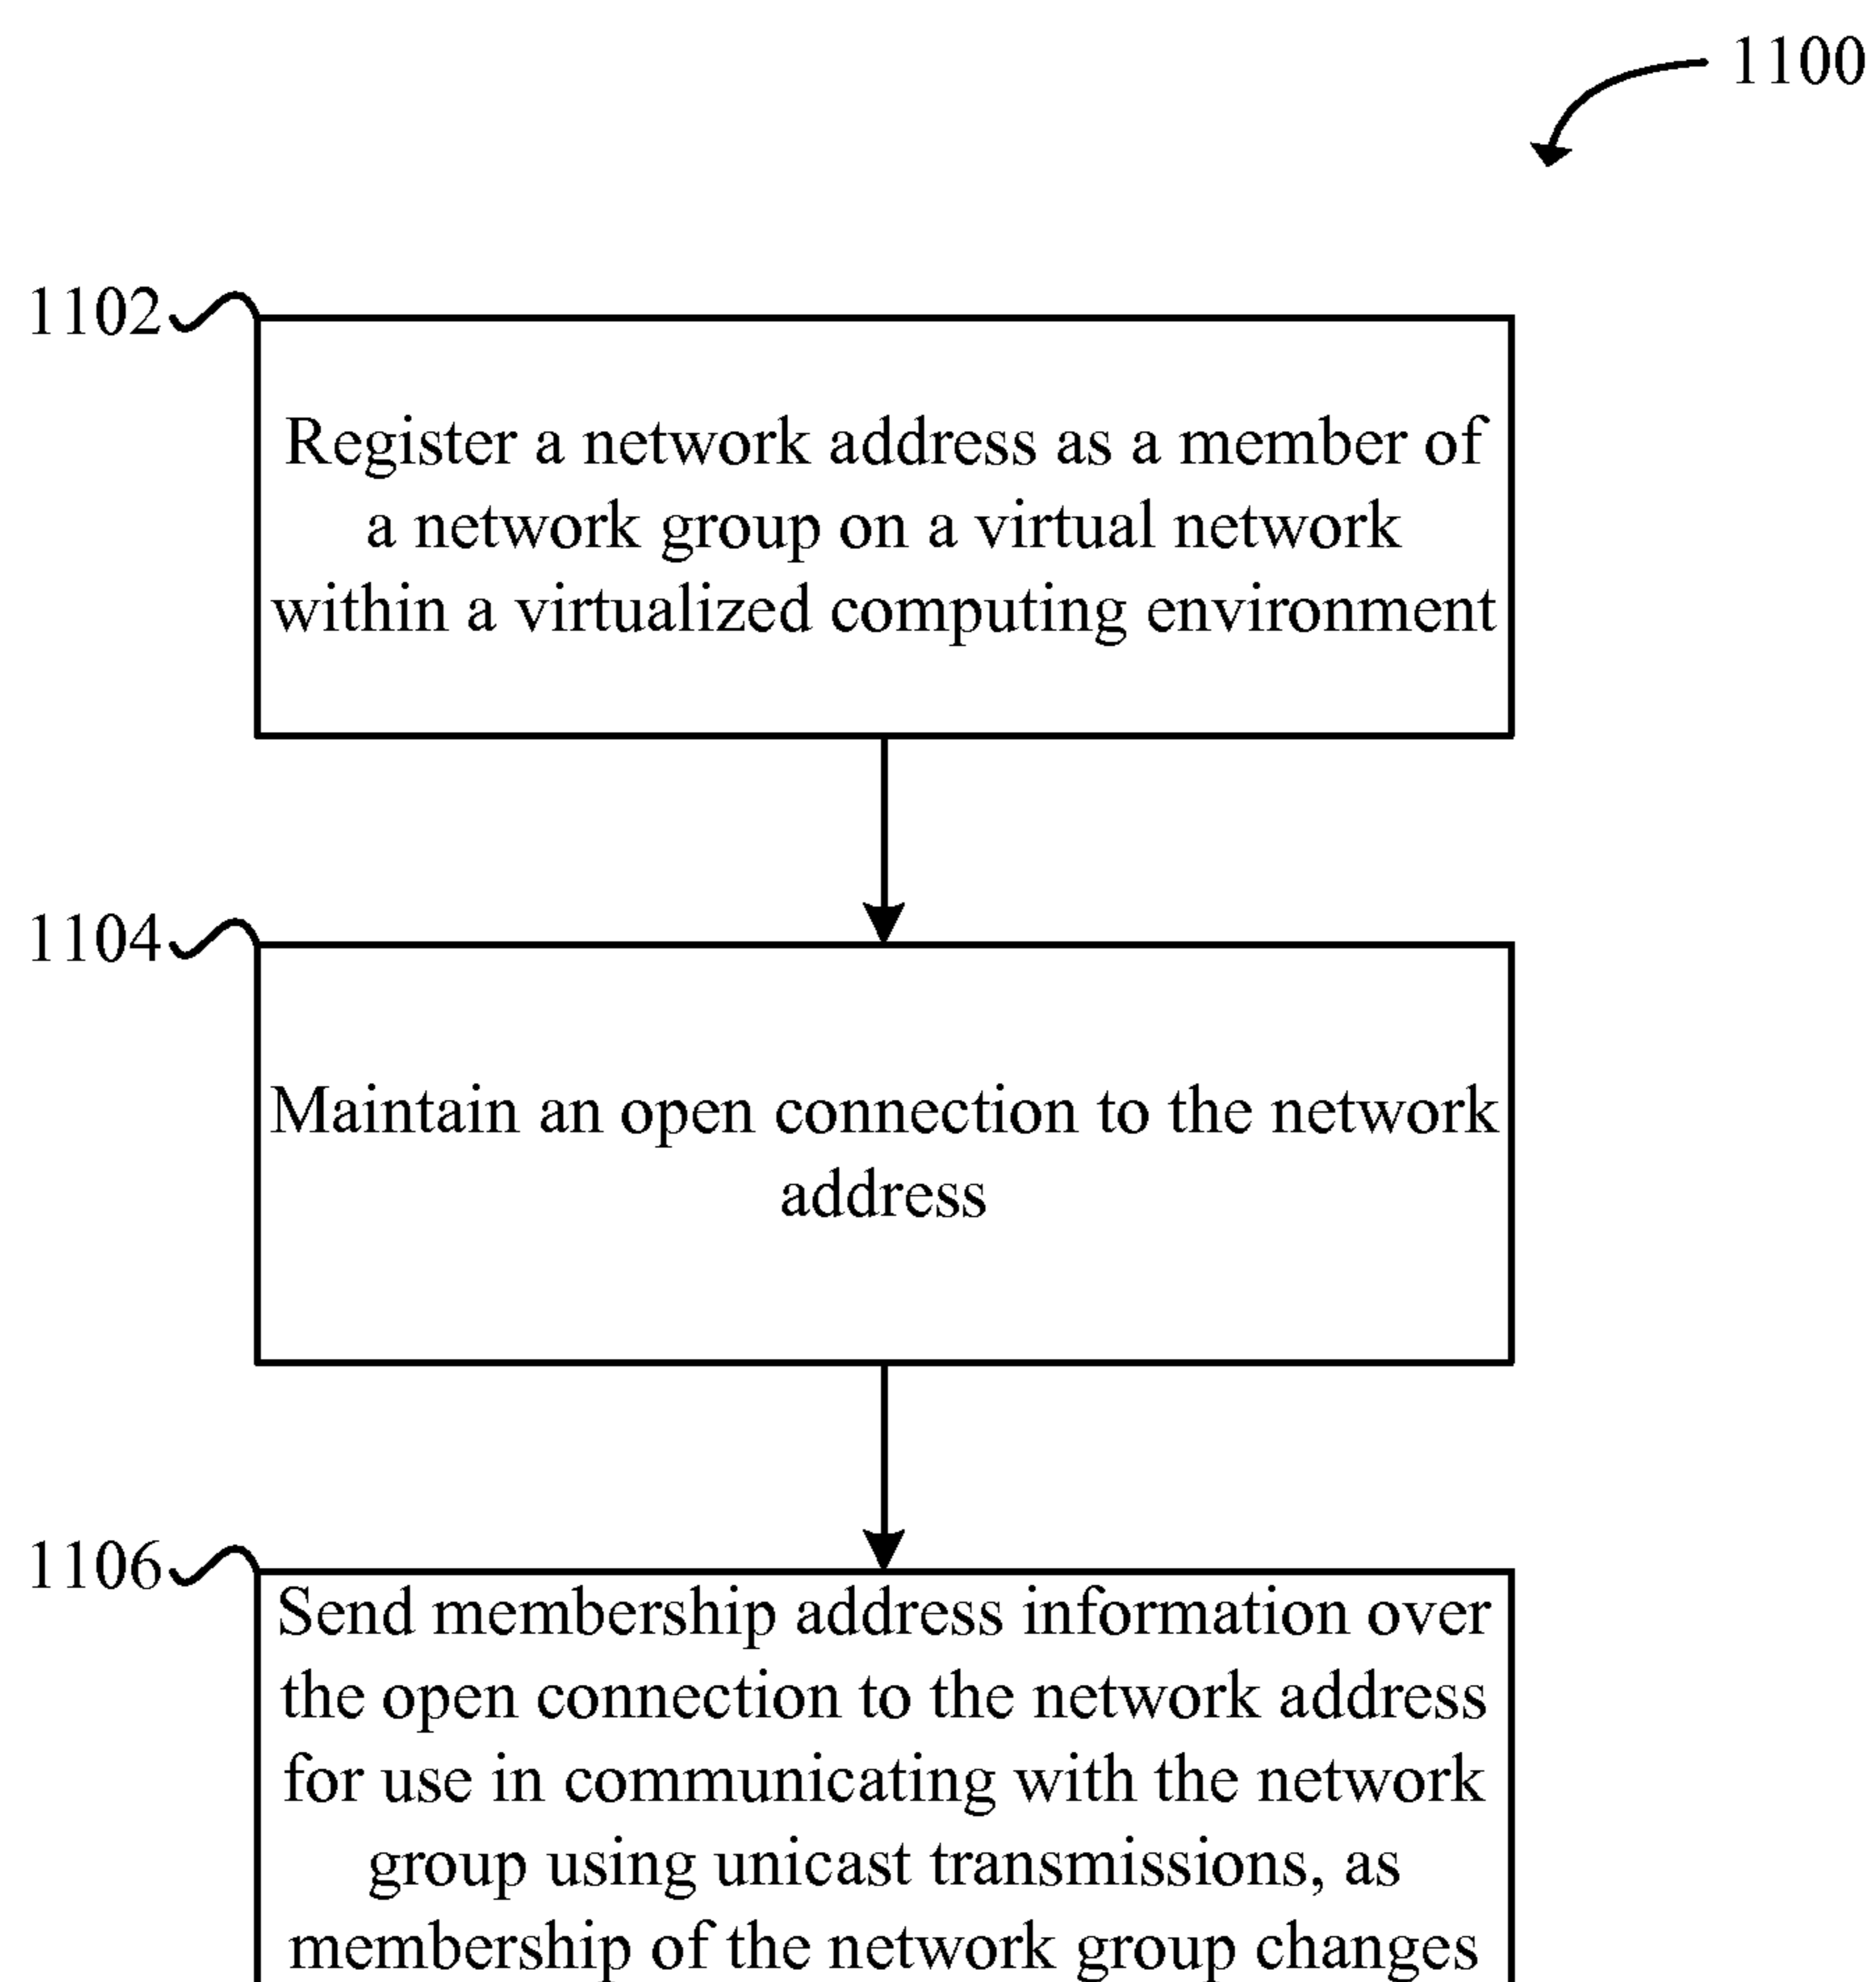 1100
1102
Register a network address as a member of
a network group on a virtual network
within a virtualized computing environment
1104
Maintain an open connection to the network
address
1106
Send membership address information over
the open connection to the network address
for use in communicating with the network
group using unicast transmissions, as
membership of the network group changes